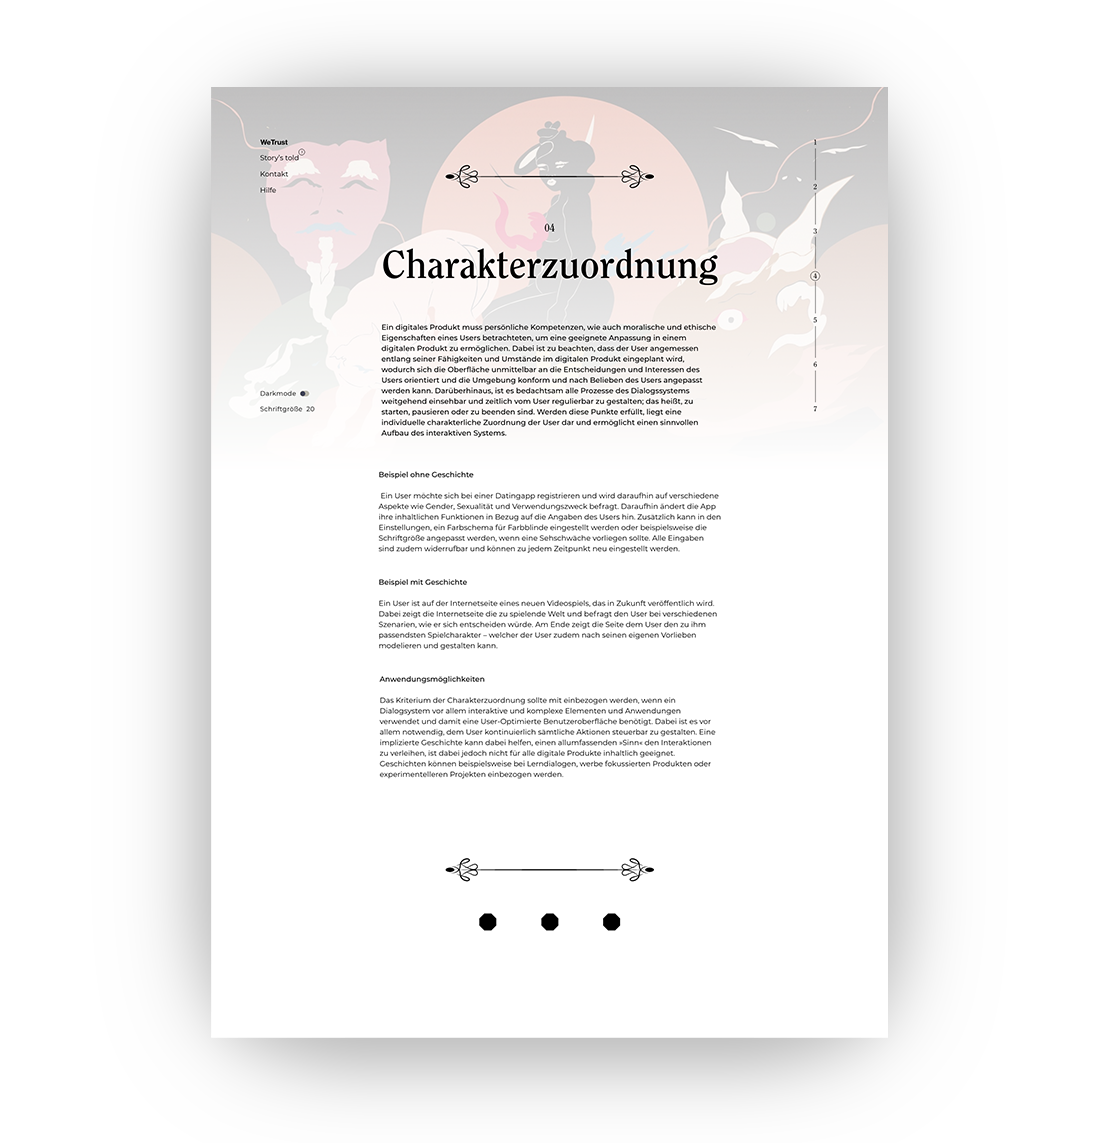 WeTrust
Story's told
Kontakt
Hilfe
Darkmode
Schriftgröße 20
1
2
3
4
5
6
7
04
Charakterzuordnung
Ein digitales Produkt muss persönliche Kompetenzen, wie auch moralische und ethische
Eigenschaften eines Users betrachteten, um eine geeignete Anpassung in einem
digitalen Produkt zu ermöglichen. Dabei ist zu beachten, dass der User angemessen
entlang seiner Fähigkeiten und Umstände im digitalen Produkt eingeplant wird,
wodurch sich die Oberfläche unmittelbar an die Entscheidungen und Interessen des
Users orientiert und die Umgebung konform und nach Belieben des Users angepasst
werden kann. Darüberhinaus, ist es bedachtsam alle Prozesse des Dialogssystems
weitgehend einsehbar und zeitlich vom User regulierbar zu gestalten; das heißt, zu
starten, pausieren oder zu beenden sind. Werden diese Punkte erfüllt, liegt eine
individuelle charakterliche Zuordnung der User dar und ermöglicht einen sinnvollen
Aufbau des interaktiven Systems.
Beispiel ohne Geschichte
Ein User möchte sich bei einer Datingapp registrieren und wird daraufhin auf verschiedene
Aspekte wie Gender, Sexualität und Verwendungszweck befragt. Daraufhin ändert die App
ihre inhaltlichen Funktionen in Bezug auf die Angaben des Users hin. Zusätzlich kann in den
Einstellungen, ein Farbschema für Farbblinde eingestellt werden oder beispielsweise die
Schriftgröße angepasst werden, wenn eine Sehschwäche vorliegen sollte. Alle Eingaben
sind zudem widerrufbar und können zu jedem Zeitpunkt neu eingestellt werden.
Beispiel mit Geschichte
Ein User ist auf der Internetseite eines neuen Videospiels, das in Zukunft veröffentlich wird.
Dabei zeigt die Internetseite die zu spielende Welt und befragt den User bei verschiedenen
Szenarien, wie er sich entscheiden würde. Am Ende zeigt die Seite dem User den zu ihm
passendsten Spielcharakter – welcher der User zudem nach seinen eigenen Vorlieben
modelieren und gestalten kann.
Anwendungsmöglichkeiten
Das Kriterium der Charakterzuordnung sollte mit einbezogen werden, wenn ein
Dialogsystem vor allem interaktive und komplexe Elementen und Anwendungen
verwendet und damit eine User-Optimierte Benutzeroberfläche benötigt. Dabei ist es vor
allem notwendig, dem User kontinuierlich sämtliche Aktionen steuerbar zu gestalten. Eine
implizierte Geschichte kann dabei helfen, einen allumfassenden »Sinn« den Interaktionen
zu verleihen, ist dabei jedoch nicht für alle digitale Produkte inhaltlich geeignet.
Geschichten können beispielsweise bei Lerndialogen, werbe fokussierten Produkten oder
experimentelleren Projekten einbezogen werden.